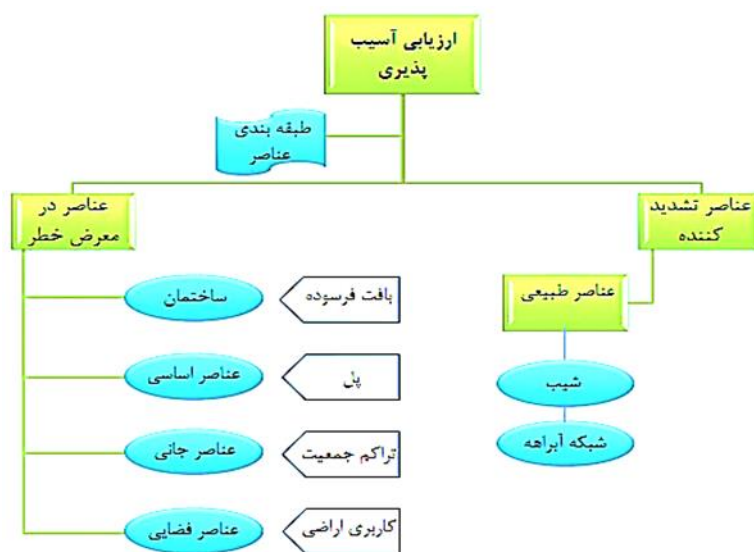 ارزیابی آسیب
پذیری
طبقه بندی
عناصر
عناصر تشدید
کننده
عناصر در
معرض خطر
عناصر طبیعی
شیب
شبکه آبراهه
بافت فرسوده
ساختمان
پل
عناصر اساسی
تراکم جمعیت
عناصر جانی
کاربری اراضی
عناصر فضایی